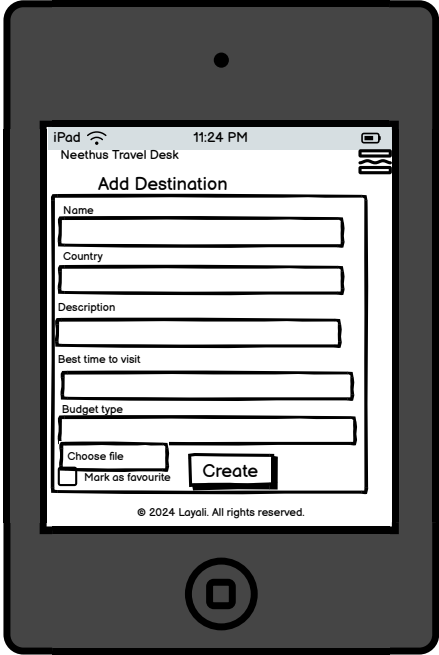 iPad 11:24 PM
Neethus Travel Desk
Add Destination
Name
Country
Description
Best time to visit
Budget type
Choose file
Mark as favourite
Create
© 2024 Layali. All rights reserved.